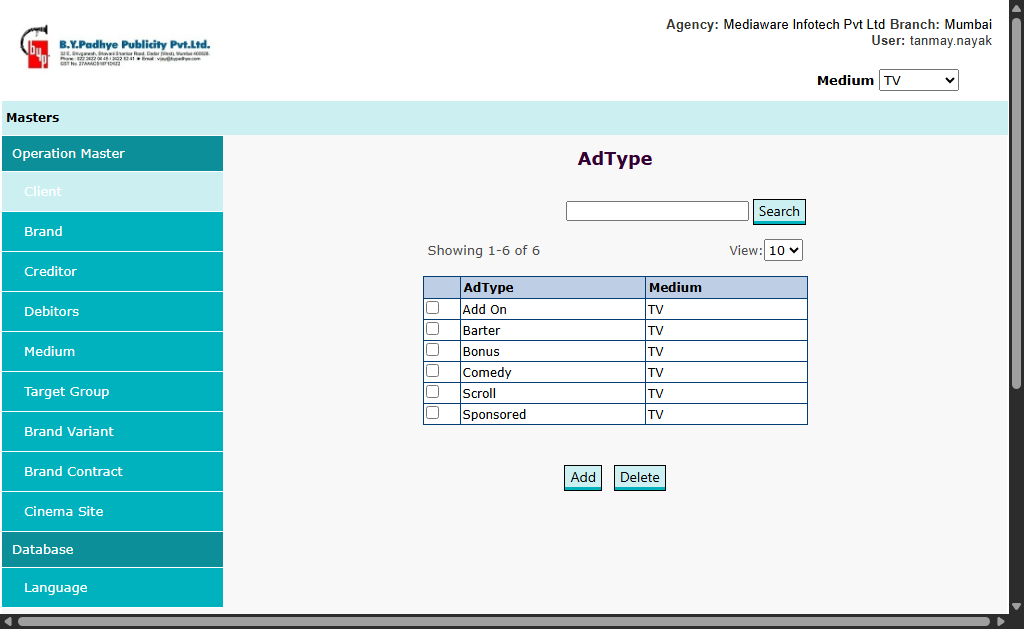 Agency: Mediaware Infotech Pvt Ltd Branch: Mumbai
User: tanmay.nayak
B.Y.Padhye Publicity Pvt.Ltd.
Medium TV
Masters
Operation Master
Client
Brand
Creditor
Debitors
Medium
Target Group
Brand Variant
Brand Contract
Cinema Site
Database
Language
AdType
Search
Showing 1-6 of 6 View: 10
AdType Medium
Add On TV
Barter TV
Bonus TV
Comedy TV
Scroll TV
Sponsored TV
Add Delete